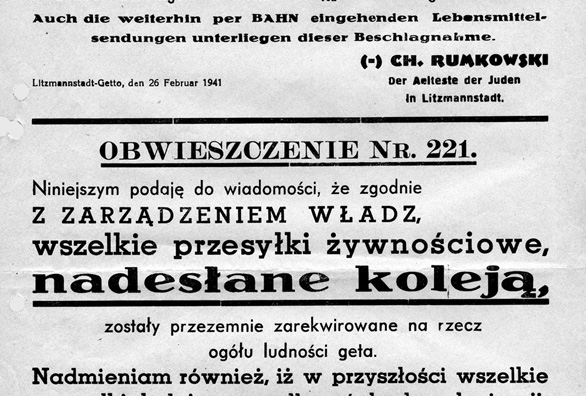 Auch die weiterhin per BAHN eingehenden Lebensmittel-
sendungen unterliegen dieser Beschlagnahme.
(-) CH. RUMKOWSKI
Litzmannstadt-Getto, den 26 Februar 1941
Der Aelteste der Juden
in Litzmannstadt.
OBWIESZCZENIE NR. 221.
Niniejszym podaję do wiadomości, że zgodnie
Z ZARZĄDZENIEM WŁADZ,
wszelkie przesyłki żywnościowe,
nadesłane koleją,
zostały przezemnie zarekwirowane na rzecz
ogółu ludności geta.
Nadmieniam również, iż w przyszłości wszelkie